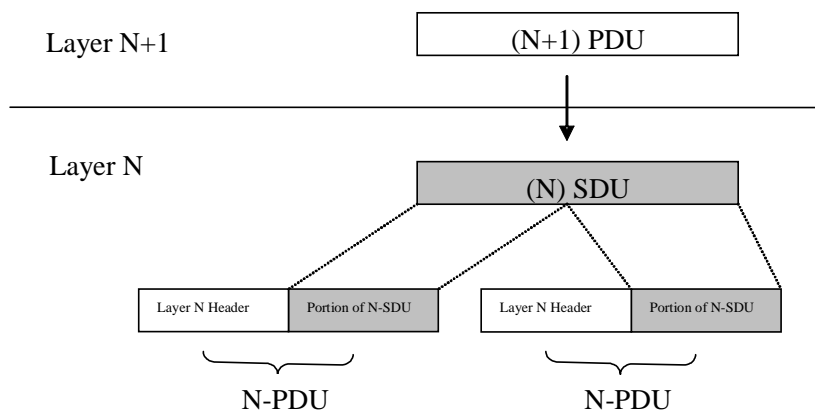 Layer N+1
(N+1) PDU
Layer N
(N) SDU
Layer N Header
Portion of N-SDU
Layer N Header
Portion of N-SDU
N-PDU
N-PDU